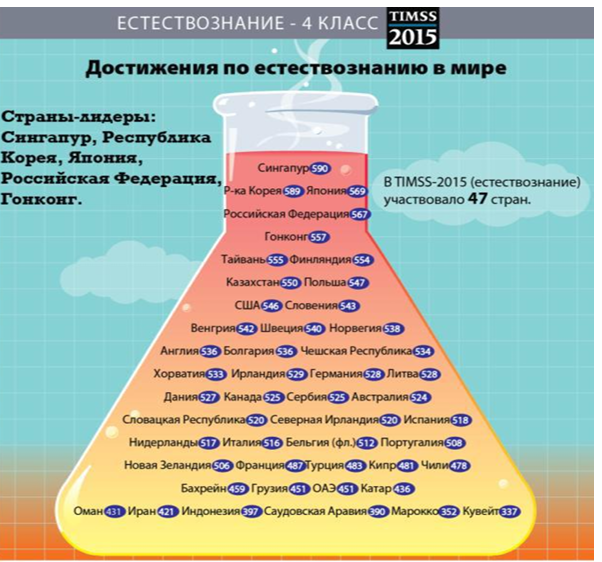 ЕСТЕСТВОЗНАНИЕ - 4 КЛАСС
TIMSS
2015
Достижения по естествознанию в мире
Страны-лидеры:
Сингапур, Республика
Корея, Япония,
Российская Федерация,
Гонконг.
В TIMSS-2015 (естествознание)
участвовало 47 стран.
Сингапур 590
Р-ка Корея 589 Япония 569
Российская Федерация 567
Гонконг 557
Тайвань 555 Финляндия 554
Казахстан 550 Польша 547
США 546 Словения 543
Венгрия 542 Швеция 540 Норвегия 538
Англия 536 Болгария 536 Чешская Республика 534
Хорватия 533 Ирландия 529 Германия 528 Литва 528
Дания 527 Канада 525 Сербия 525 Австралия 524
Словацкая Республика 520 Северная Ирландия 520 Испания 518
Нидерланды 517 Италия 516 Бельгия (фл.) 512 Португалия 508
Новая Зеландия 506 Франция 487 Турция 483 Кипр 481 Чили 478
Бахрейн 459 Грузия 451 ОАЭ 451 Катар 436
Оман 431 Иран 421 Индонезия 397 Саудовская Аравия 390 Марокко 352 Кувейт 337